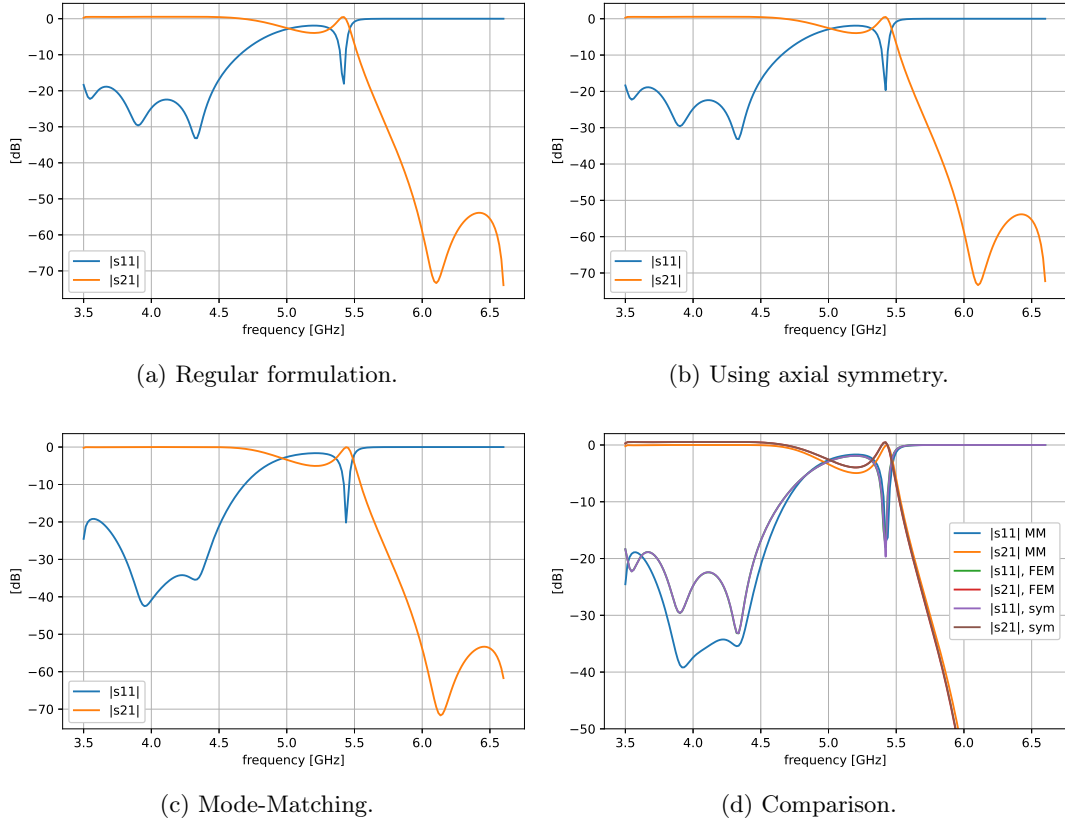 0
−10
−20
−30
−40
−50
−60
−70
[dB]
|s11|
|s21|
3.5 4.0 4.5 5.0 5.5 6.0 6.5
frequency [GHz]
(a) Regular formulation.
0
−10
−20
−30
−40
−50
−60
−70
[dB]
|s11|
|s21|
3.5 4.0 4.5 5.0 5.5 6.0 6.5
frequency [GHz]
(b) Using axial symmetry.
0
−10
−20
−30
−40
−50
−60
−70
[dB]
|s11|
|s21|
3.5 4.0 4.5 5.0 5.5 6.0 6.5
frequency [GHz]
(c) Mode-Matching.
0
−10
−20
−30
−40
−50
[dB]
|s11| MM
|s21| MM
|s11|, FEM
|s21|, FEM
|s11|, sym
|s21|, sym
3.5 4.0 4.5 5.0 5.5 6.0 6.5
frequency [GHz]
(d) Comparison.